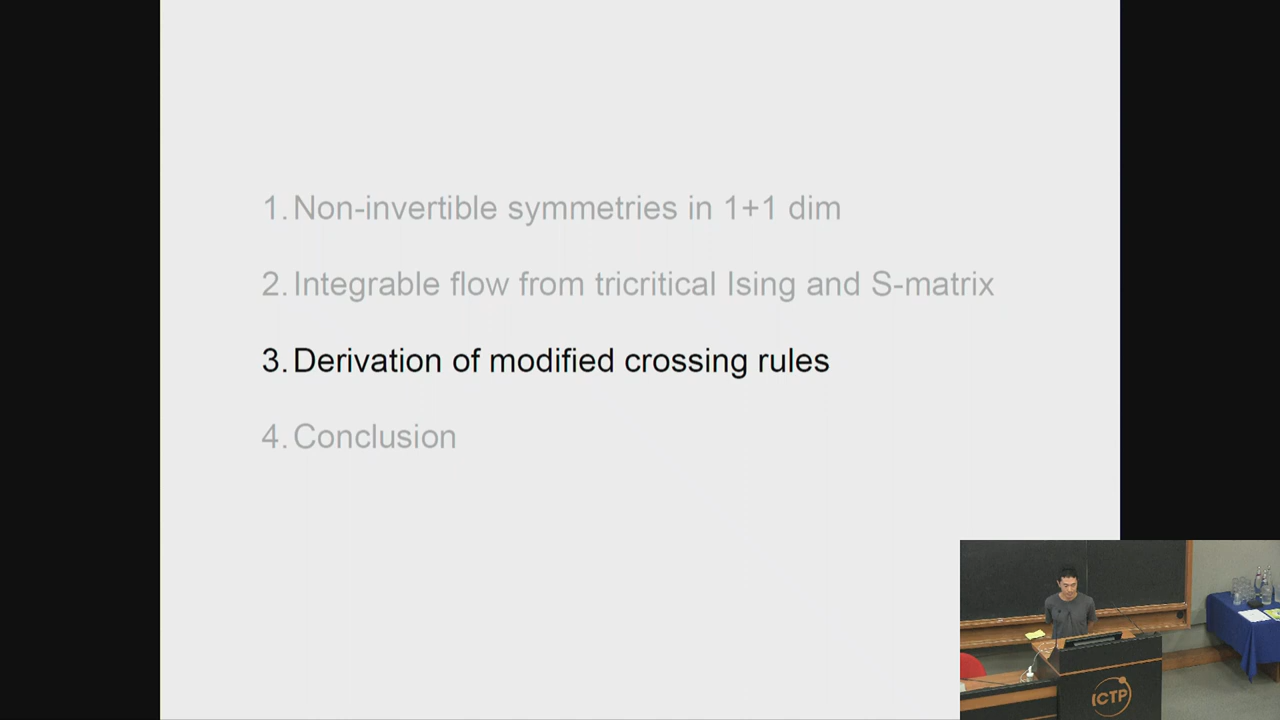 1. Non-invertible symmetries in 1+1 dim
2. Integrable flow from tricritical Ising and S-matrix
3. Derivation of modified crossing rules
4. Conclusion
ICTP